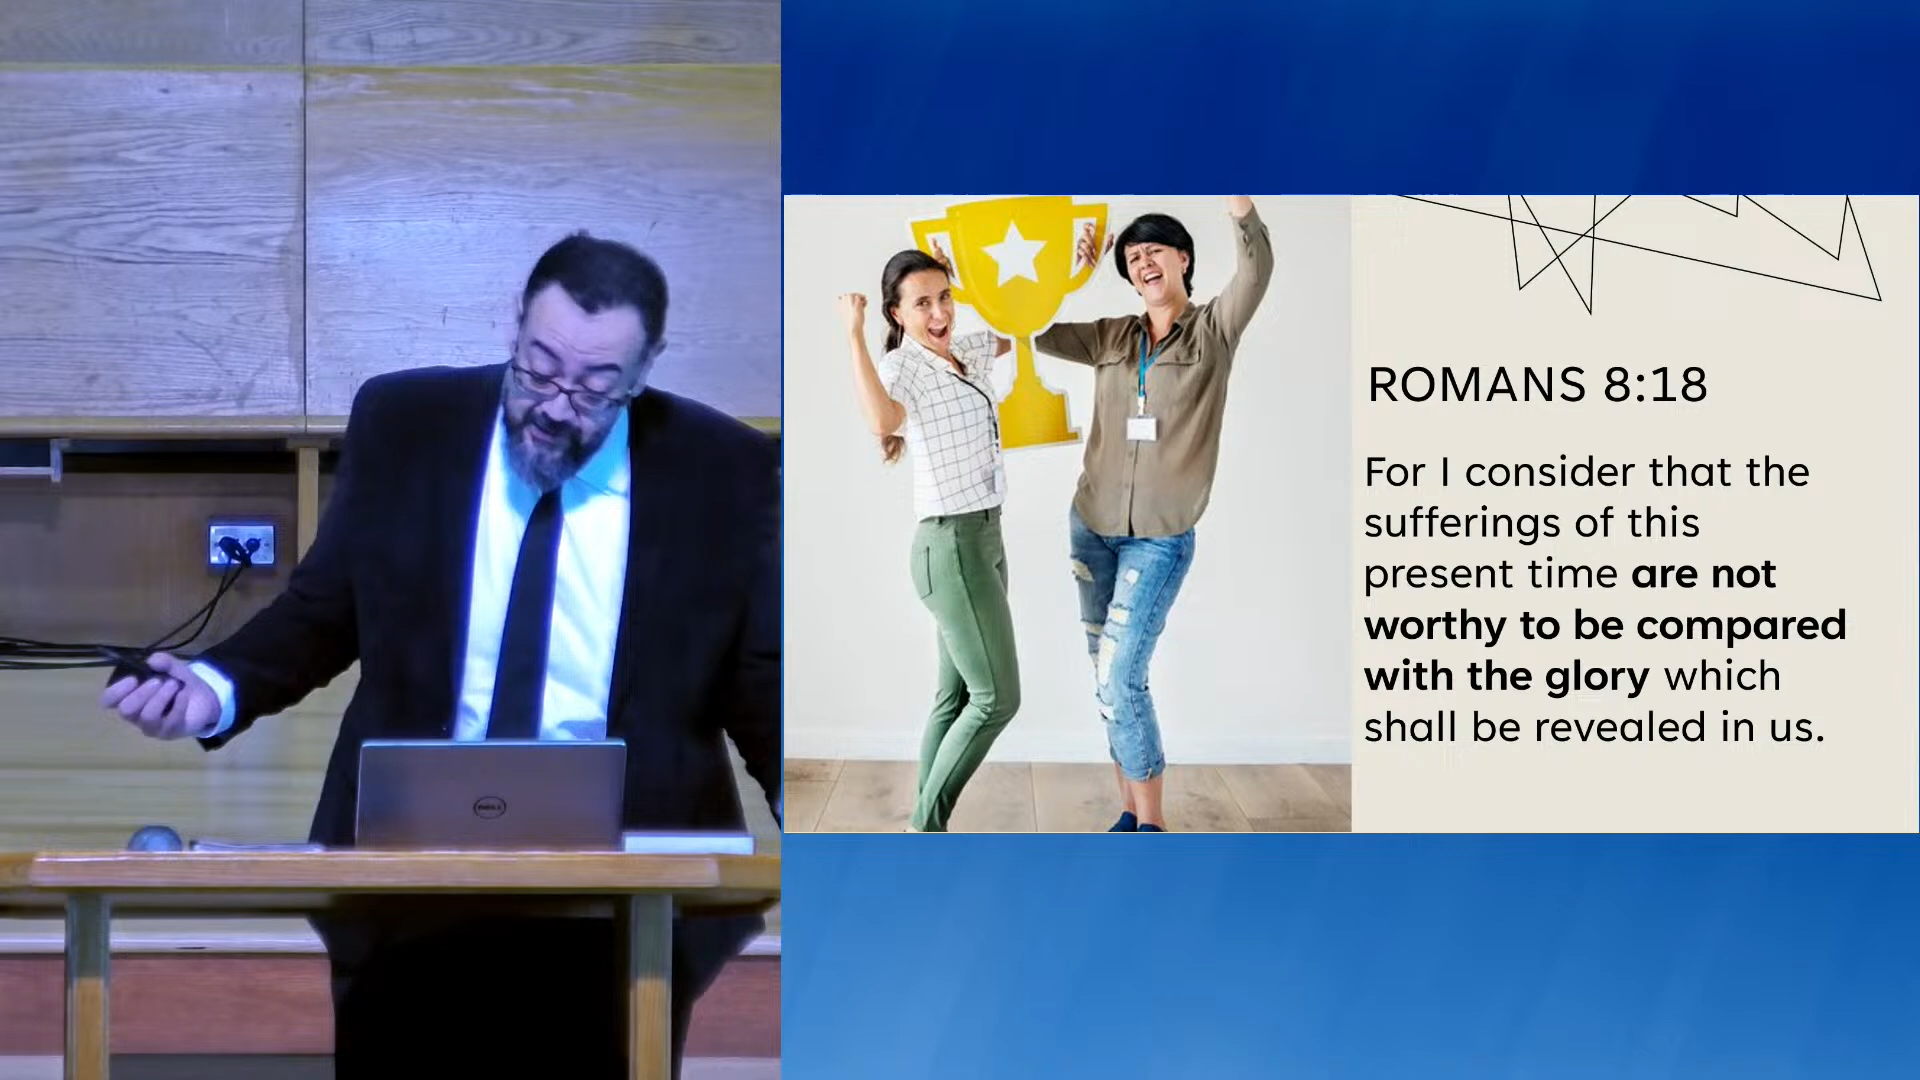 ROMANS 8:18
For I consider that the
sufferings of this
present time are not
worthy to be compared
with the glory which
shall be revealed in us.
DELL